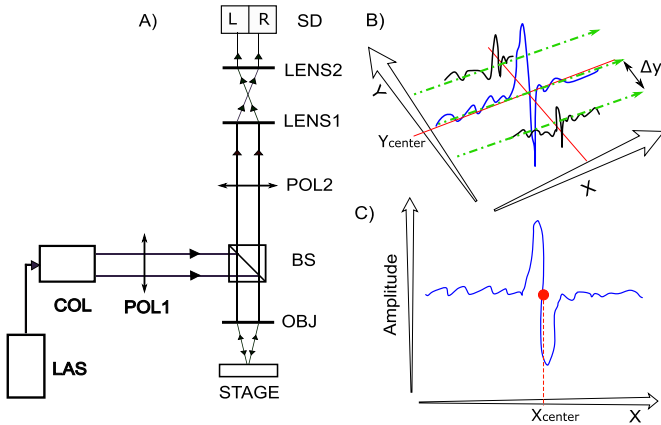 A)
L R SD
LENS2
LENS1
POL2
BS
COL POL1
OBJ
LAS
STAGE
B)
Y
Δy
Ycenter
X
C)
Amplitude
Xcenter
X